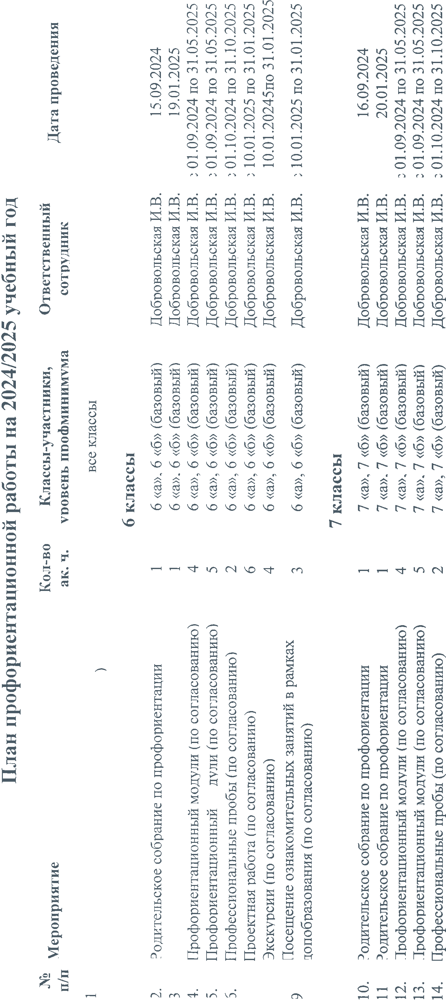 План профориентационной работы на 2024/2025 учебный год
№ п/п Мероприятие Кол-во ак. ч. Классы-участники, уровень профминимума Ответственный сотрудник Дата проведения
1 ) все классы
6 классы
2. Родительское собрание по профориентации 1 6 «а». 6 «б» (базовый) Добровольская И.В. 15.09.2024
3 1 6 «а». 6 «б» (базовый) Добровольская И.В. 19.01.2025
4. Профориентационный модули (по согласованию) 4 6 «а», 6 «б» (базовый) Добровольская И.В. с 01.09.2024 по 31.05.2025
5. Профориентационный дули (по согласованию) 5 6 «а», 6 «б» (базовый) Добровольская И.В. с 01.09.2024 по 31.05.2025
6. Профессиональные пробы (по согласованию) 2 6 «а», 6 «б» (базовый) Добровольская И.В. с 01.10.2024 по 31.10.2025
Проектная работа (по согласованию) 6 6 «а», 6 «б» (базовый) Добровольская И.В. с 10.01.2025 по 31.01.2025
Экскурсии (по согласованию) 4 6 «а», 6 «б» (базовый) Добровольская И.В. 10.01.20245по 31.01.2025
9 Посещение ознакомительных занятий в рамках 3 6 «а», 6 «б» (базовый) Добровольская И.В. с 10.01.2025 по 31.01.2025
допобразования (по согласованию)
7 классы
10. Родительское собрание по профориентации 1 7 «а». 7 «б» (базовый) Добровольская И.В. 16.09.2024
11 Родительское собрание по профориентации 1 7 «а». 7 «б» (базовый) Добровольская И.В. 20.01.2025
12. Профориентационный модули (по согласованию) 4 7 «а». 7 «б» (базовый) Добровольская И.В. с 01.09.2024 по 31.05.2025
13. Профориентационный модули (по согласованию) 5 7 «а». 7 «б» (базовый) Добровольская И.В. с 01.09.2024 по 31.05.2025
14. Профессиональные пробы (по согласованию) 2 7 «а», 7 «б» (базовый) Добровольская И.В. с 01.10.2024 по 31.10.2025